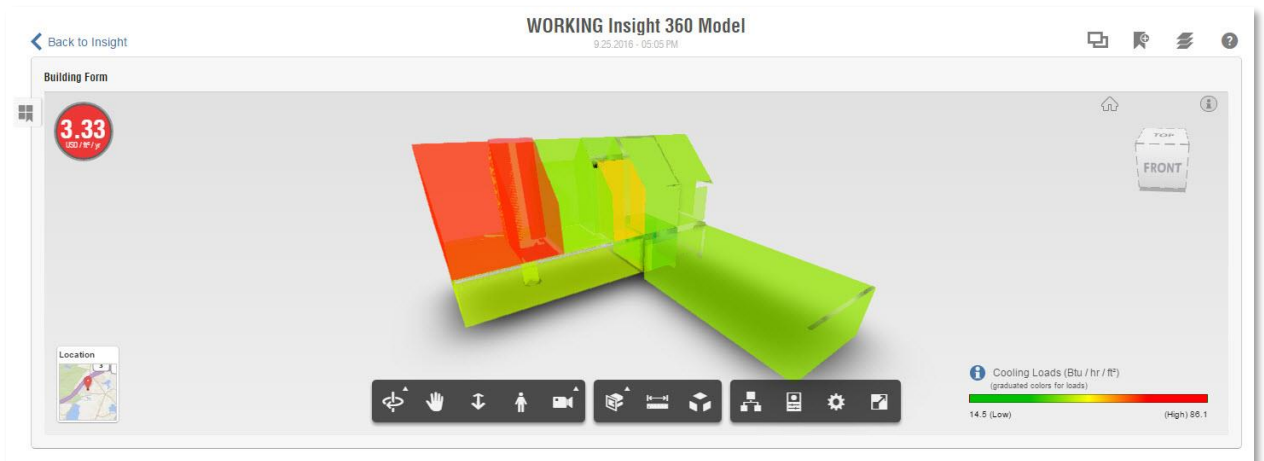 WORKING Insight 360 Model
9.25.2016 - 05:05 PM
Back to Insight
Building Form
3.33
USD / ft² / yr
TOP
FRONT
Location
3
Cooling Loads (Btu / hr / ft²)
(graduated colors for loads)
14.5 (Low)
(High) 86.1